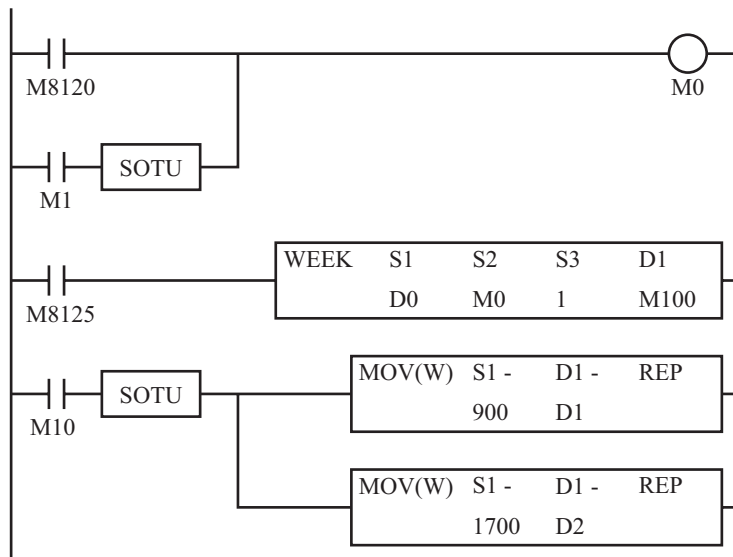 M8120
M0
SOTU
M1
WEEK S1 S2 S3 D1
D0 M0 1 M100
M8125
MOV(W) S1 - D1 - REP
SOTU
900 D1
M10
MOV(W) S1 - D1 - REP
1700 D2